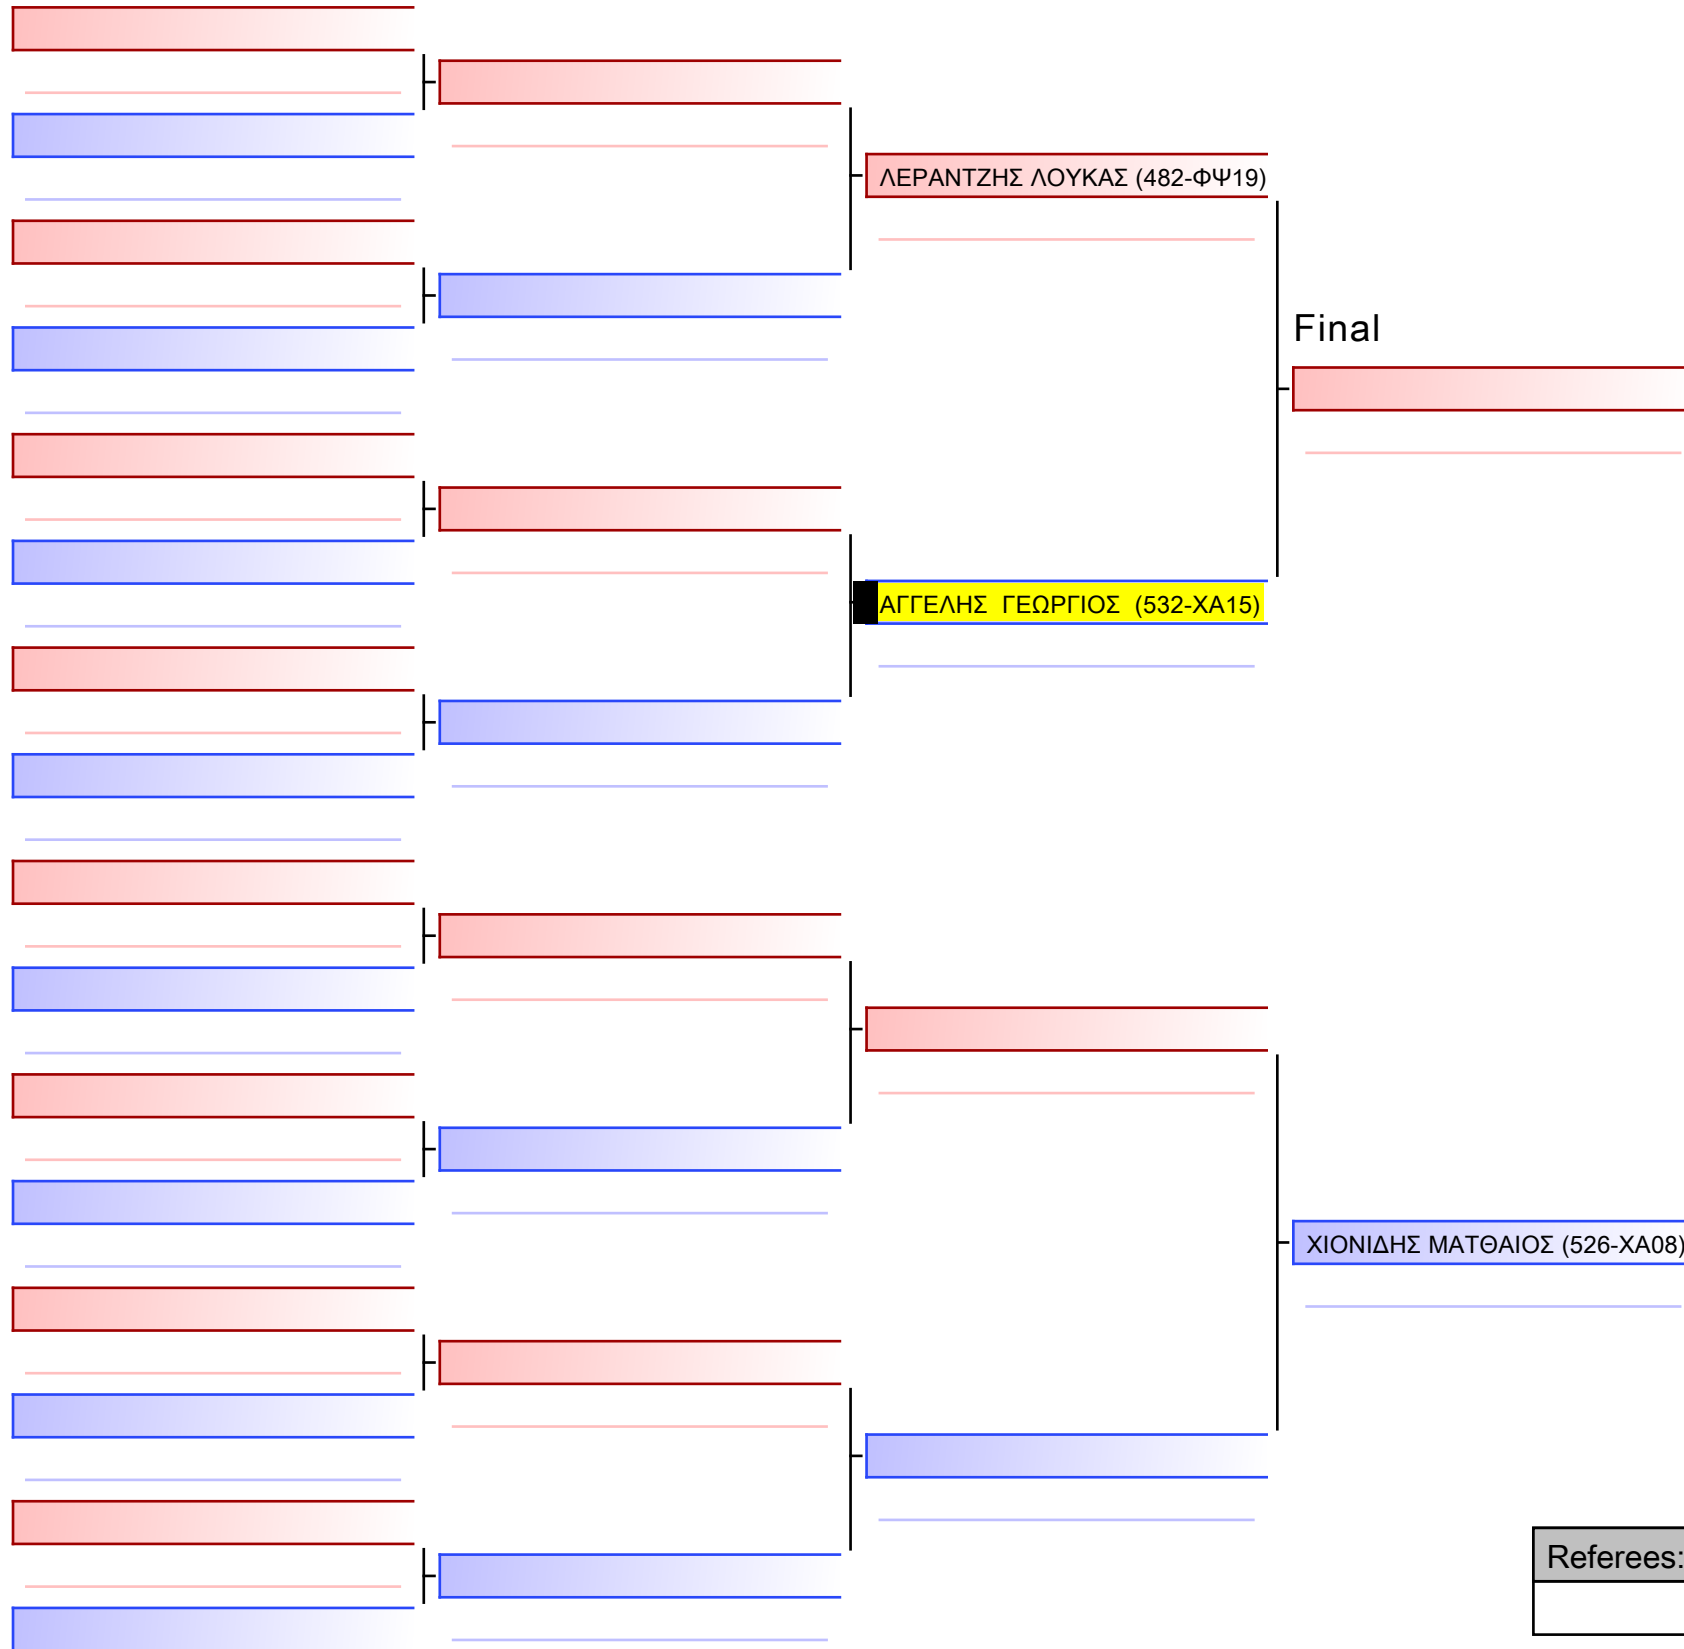 ΛΕΡΑΝΤΖΗΣ ΛΟΥΚΑΣ (482-ΦΨ19)
Final
ΑΓΓΕΛΗΣ ΓΕΩΡΓΙΟΣ (532-ΧΑ15)
ΧΙΟΝΙΔΗΣ ΜΑΤΘΑΙΟΣ (526-ΧΑ08)
Referees: